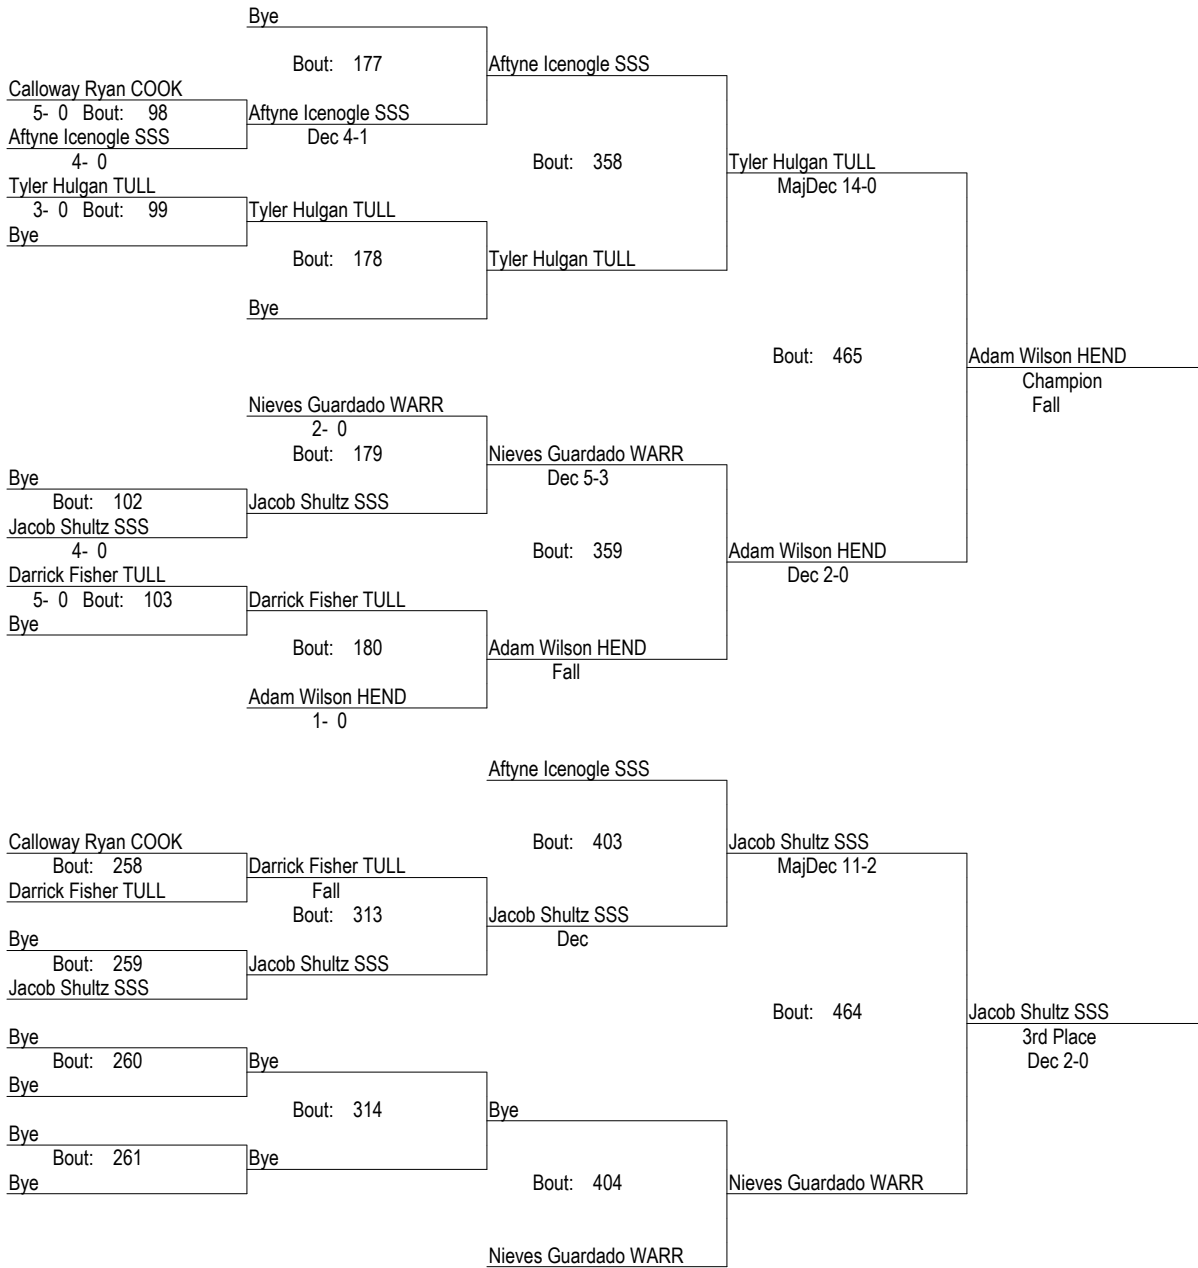 Bye
Bout: 177
Aftyne Icenogle SSS
Calloway Ryan COOK
5- 0 Bout: 98
Aftyne Icenogle SSS
Dec 4-1
Aftyne Icenogle SSS
4- 0
Bout: 358
Tyler Hulgan TULL
MajDec 14-0
Tyler Hulgan TULL
3- 0 Bout: 99
Tyler Hulgan TULL
Bye
Bout: 178
Tyler Hulgan TULL
Bye
Bout: 465
Adam Wilson HEND
Champion
Fall
Nieves Guardado WARR
2- 0
Bout: 179
Nieves Guardado WARR
Dec 5-3
Bye
Bout: 102
Jacob Shultz SSS
Jacob Shultz SSS
4- 0
Bout: 359
Adam Wilson HEND
Dec 2-0
Darrick Fisher TULL
5- 0 Bout: 103
Darrick Fisher TULL
Bye
Bout: 180
Adam Wilson HEND
Fall
Adam Wilson HEND
1- 0
Aftyne Icenogle SSS
Calloway Ryan COOK
Bout: 403
Jacob Shultz SSS
MajDec 11-2
Bout: 258
Darrick Fisher TULL
Fall
Darrick Fisher TULL
Bout: 313
Jacob Shultz SSS
Dec
Bye
Bout: 259
Jacob Shultz SSS
Jacob Shultz SSS
Bout: 464
Jacob Shultz SSS
3rd Place
Dec 2-0
Bye
Bout: 260
Bye
Bye
Bout: 314
Bye
Bye
Bout: 261
Bye
Bye
Bout: 404
Nieves Guardado WARR
Nieves Guardado WARR